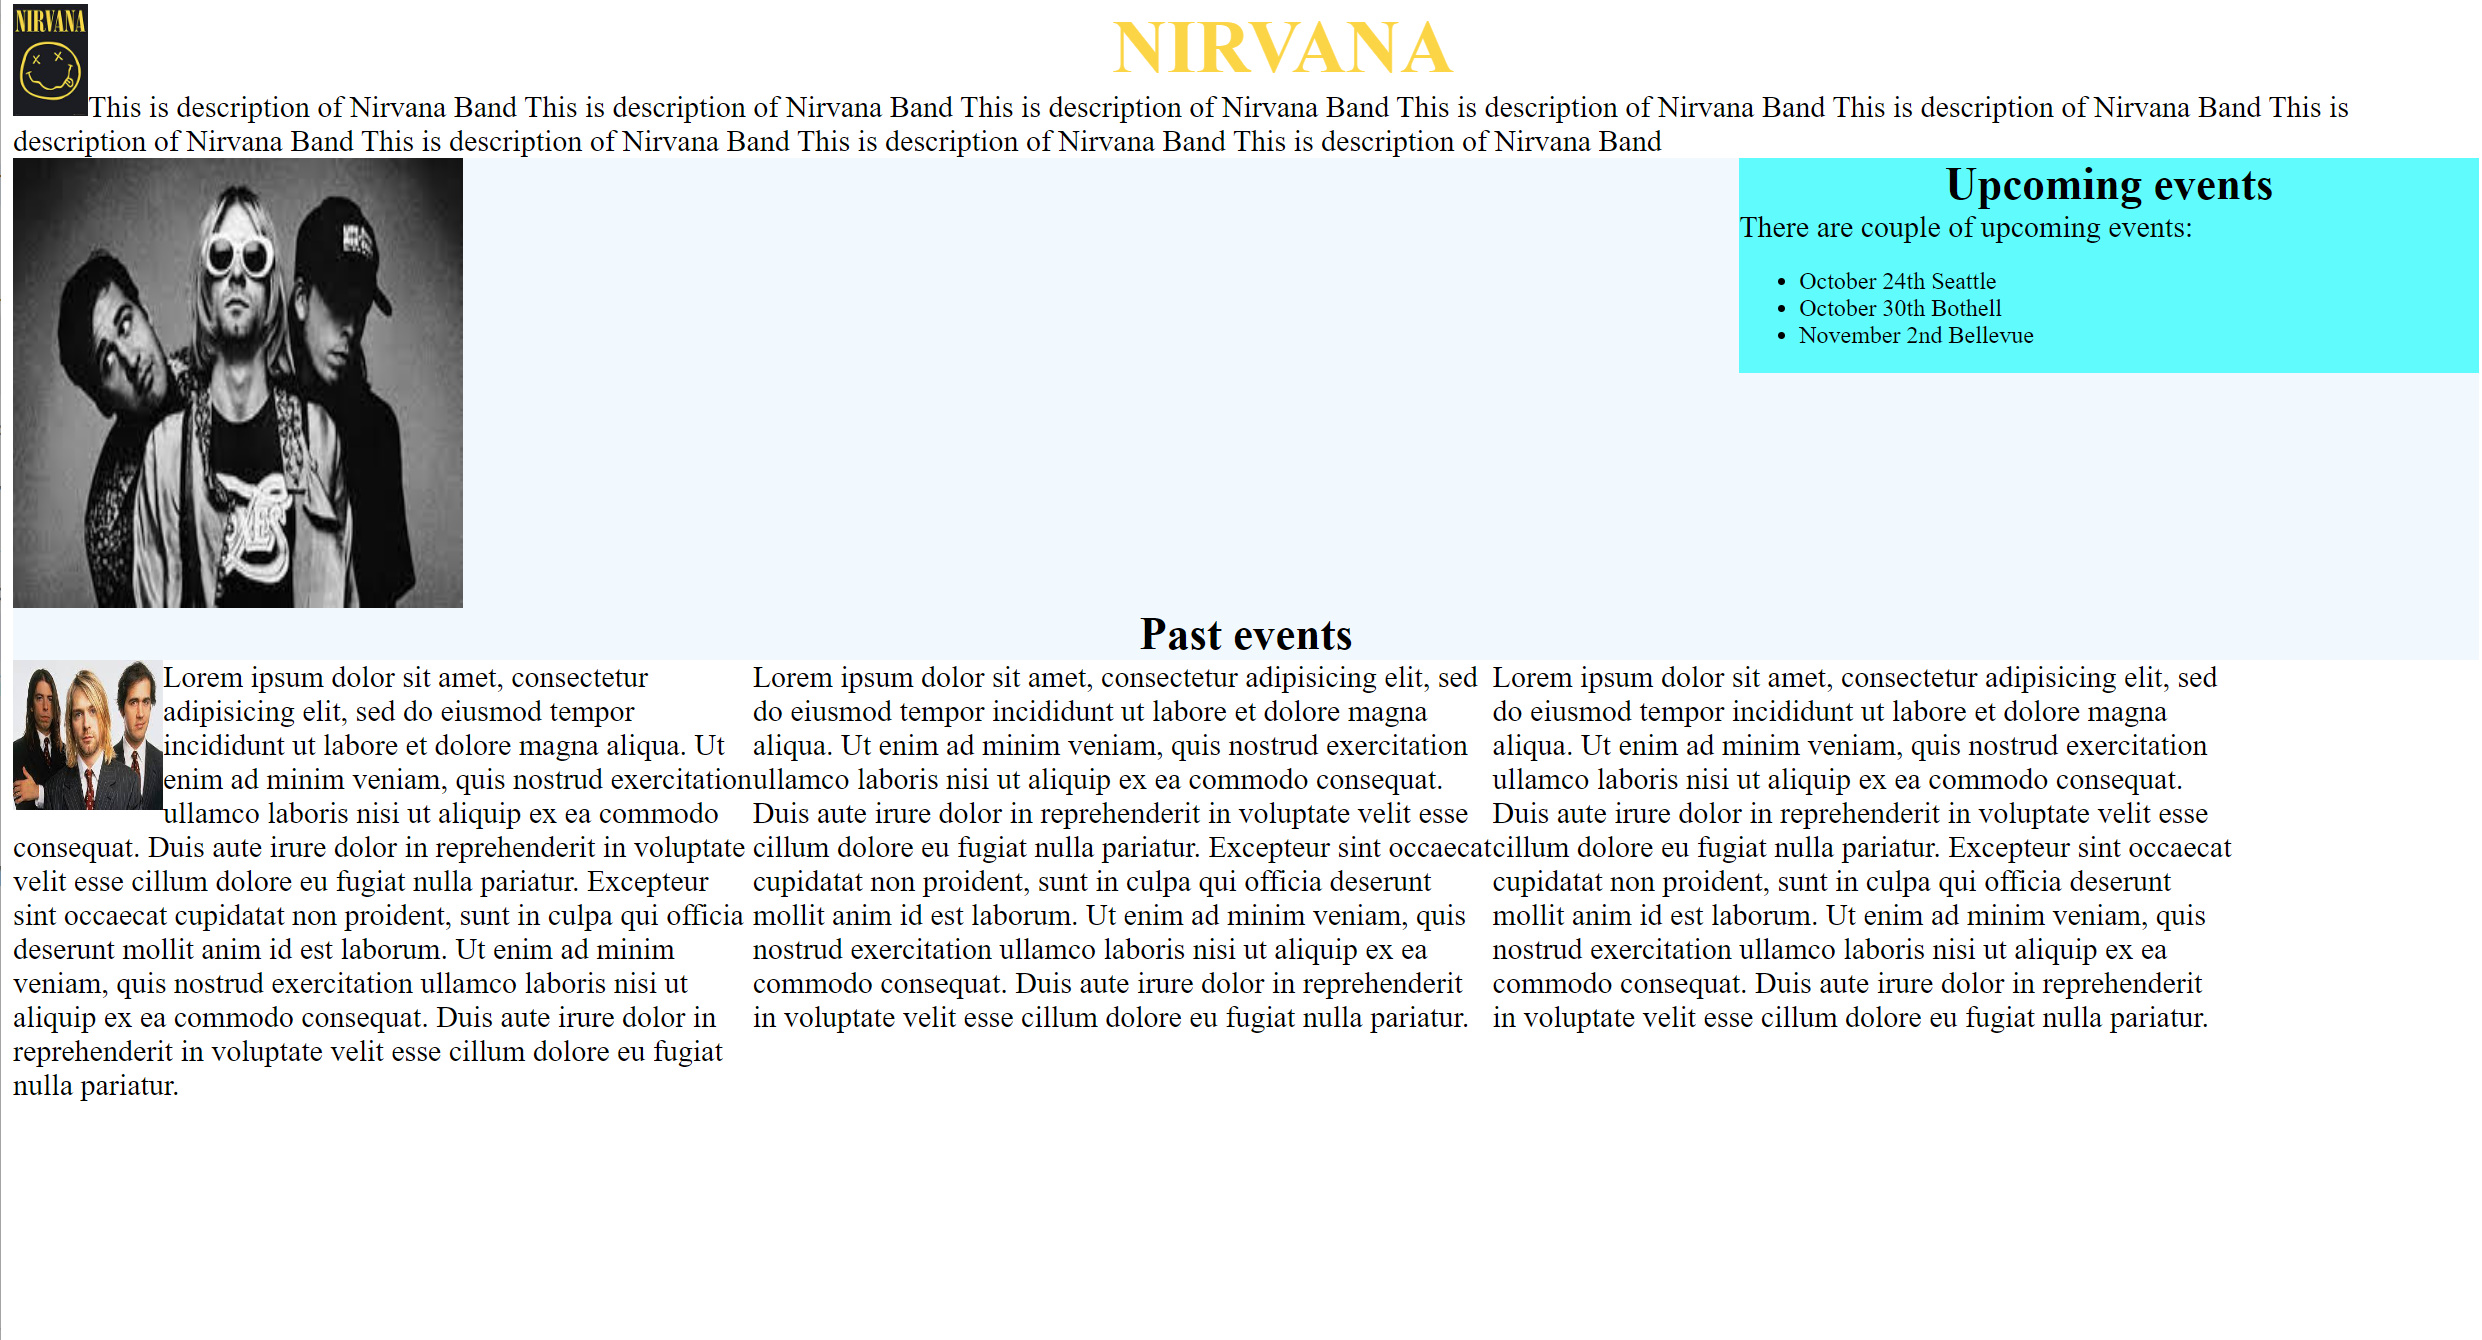 NIRVANA
NIRVANA
This is description of Nirvana Band This is description of Nirvana Band This is description of Nirvana Band This is description of Nirvana Band This is description of Nirvana Band This is
description of Nirvana Band This is description of Nirvana Band This is description of Nirvana Band This is description of Nirvana Band
Upcoming events
There are couple of upcoming events:
• October 24th Seattle
• October 30th Bothell
• November 2nd Bellevue
Past events
Lorem ipsum dolor sit amet, consectetur
adipisicing elit, sed do eiusmod tempor
incididunt ut labore et dolore magna aliqua. Ut
enim ad minim veniam, quis nostrud exercitation
ullamco laboris nisi ut aliquip ex ea commodo
consequat. Duis aute irure dolor in reprehenderit in voluptate
velit esse cillum dolore eu fugiat nulla pariatur. Excepteur
sint occaecat cupidatat non proident, sunt in culpa qui officia
deserunt mollit anim id est laborum. Ut enim ad minim
veniam, quis nostrud exercitation ullamco laboris nisi ut
aliquip ex ea commodo consequat. Duis aute irure dolor in
reprehenderit in voluptate velit esse cillum dolore eu fugiat
nulla pariatur.
Lorem ipsum dolor sit amet, consectetur adipisicing elit, sed
do eiusmod tempor incididunt ut labore et dolore magna
aliqua. Ut enim ad minim veniam, quis nostrud exercitation
ullamco laboris nisi ut aliquip ex ea commodo consequat.
Duis aute irure dolor in reprehenderit in voluptate velit esse
cillum dolore eu fugiat nulla pariatur. Excepteur sint occaecat
cupidatat non proident, sunt in culpa qui officia deserunt
mollit anim id est laborum. Ut enim ad minim veniam, quis
nostrud exercitation ullamco laboris nisi ut aliquip ex ea
commodo consequat. Duis aute irure dolor in reprehenderit
in voluptate velit esse cillum dolore eu fugiat nulla pariatur.
Lorem ipsum dolor sit amet, consectetur adipisicing elit, sed
do eiusmod tempor incididunt ut labore et dolore magna
aliqua. Ut enim ad minim veniam, quis nostrud exercitation
ullamco laboris nisi ut aliquip ex ea commodo consequat.
Duis aute irure dolor in reprehenderit in voluptate velit esse
cillum dolore eu fugiat nulla pariatur. Excepteur sint occaecat
cupidatat non proident, sunt in culpa qui officia deserunt
mollit anim id est laborum. Ut enim ad minim veniam, quis
nostrud exercitation ullamco laboris nisi ut aliquip ex ea
commodo consequat. Duis aute irure dolor in reprehenderit
in voluptate velit esse cillum dolore eu fugiat nulla pariatur.